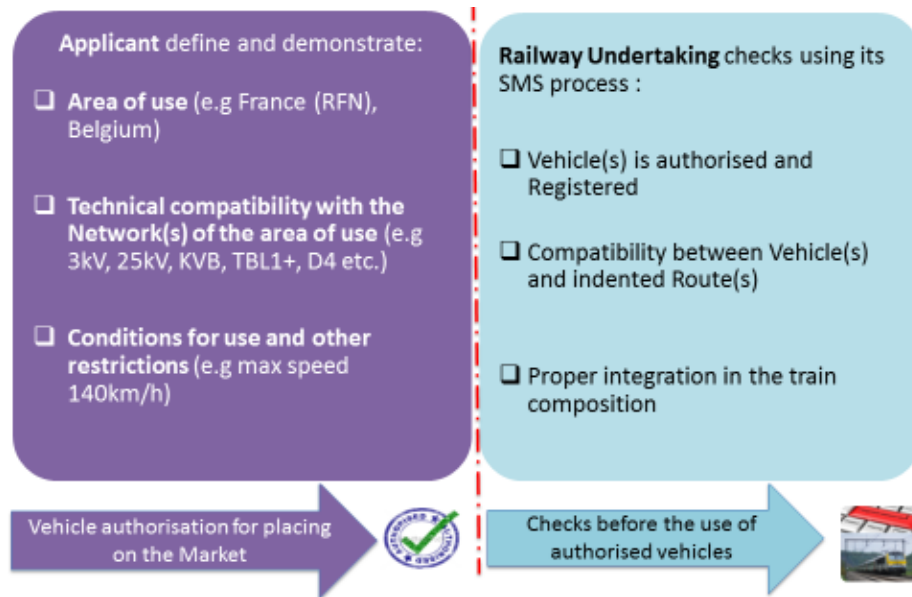 Applicant define and demonstrate:
❑ Area of use (e.g France (RFN),
Belgium)
❑ Technical compatibility with the
Network(s) of the area of use (e.g
3kV, 25kV, KVB, TBL1+, D4 etc.)
❑ Conditions for use and other
restrictions (e.g max speed
140km/h)
Vehicle authorisation for placing
on the Market
Railway Undertaking checks using its
SMS process :
❑ Vehicle(s) is authorised and
Registered
❑ Compatibility between Vehicle(s)
and indented Route(s)
❑ Proper integration in the train
composition
Checks before the use of
authorised vehicles